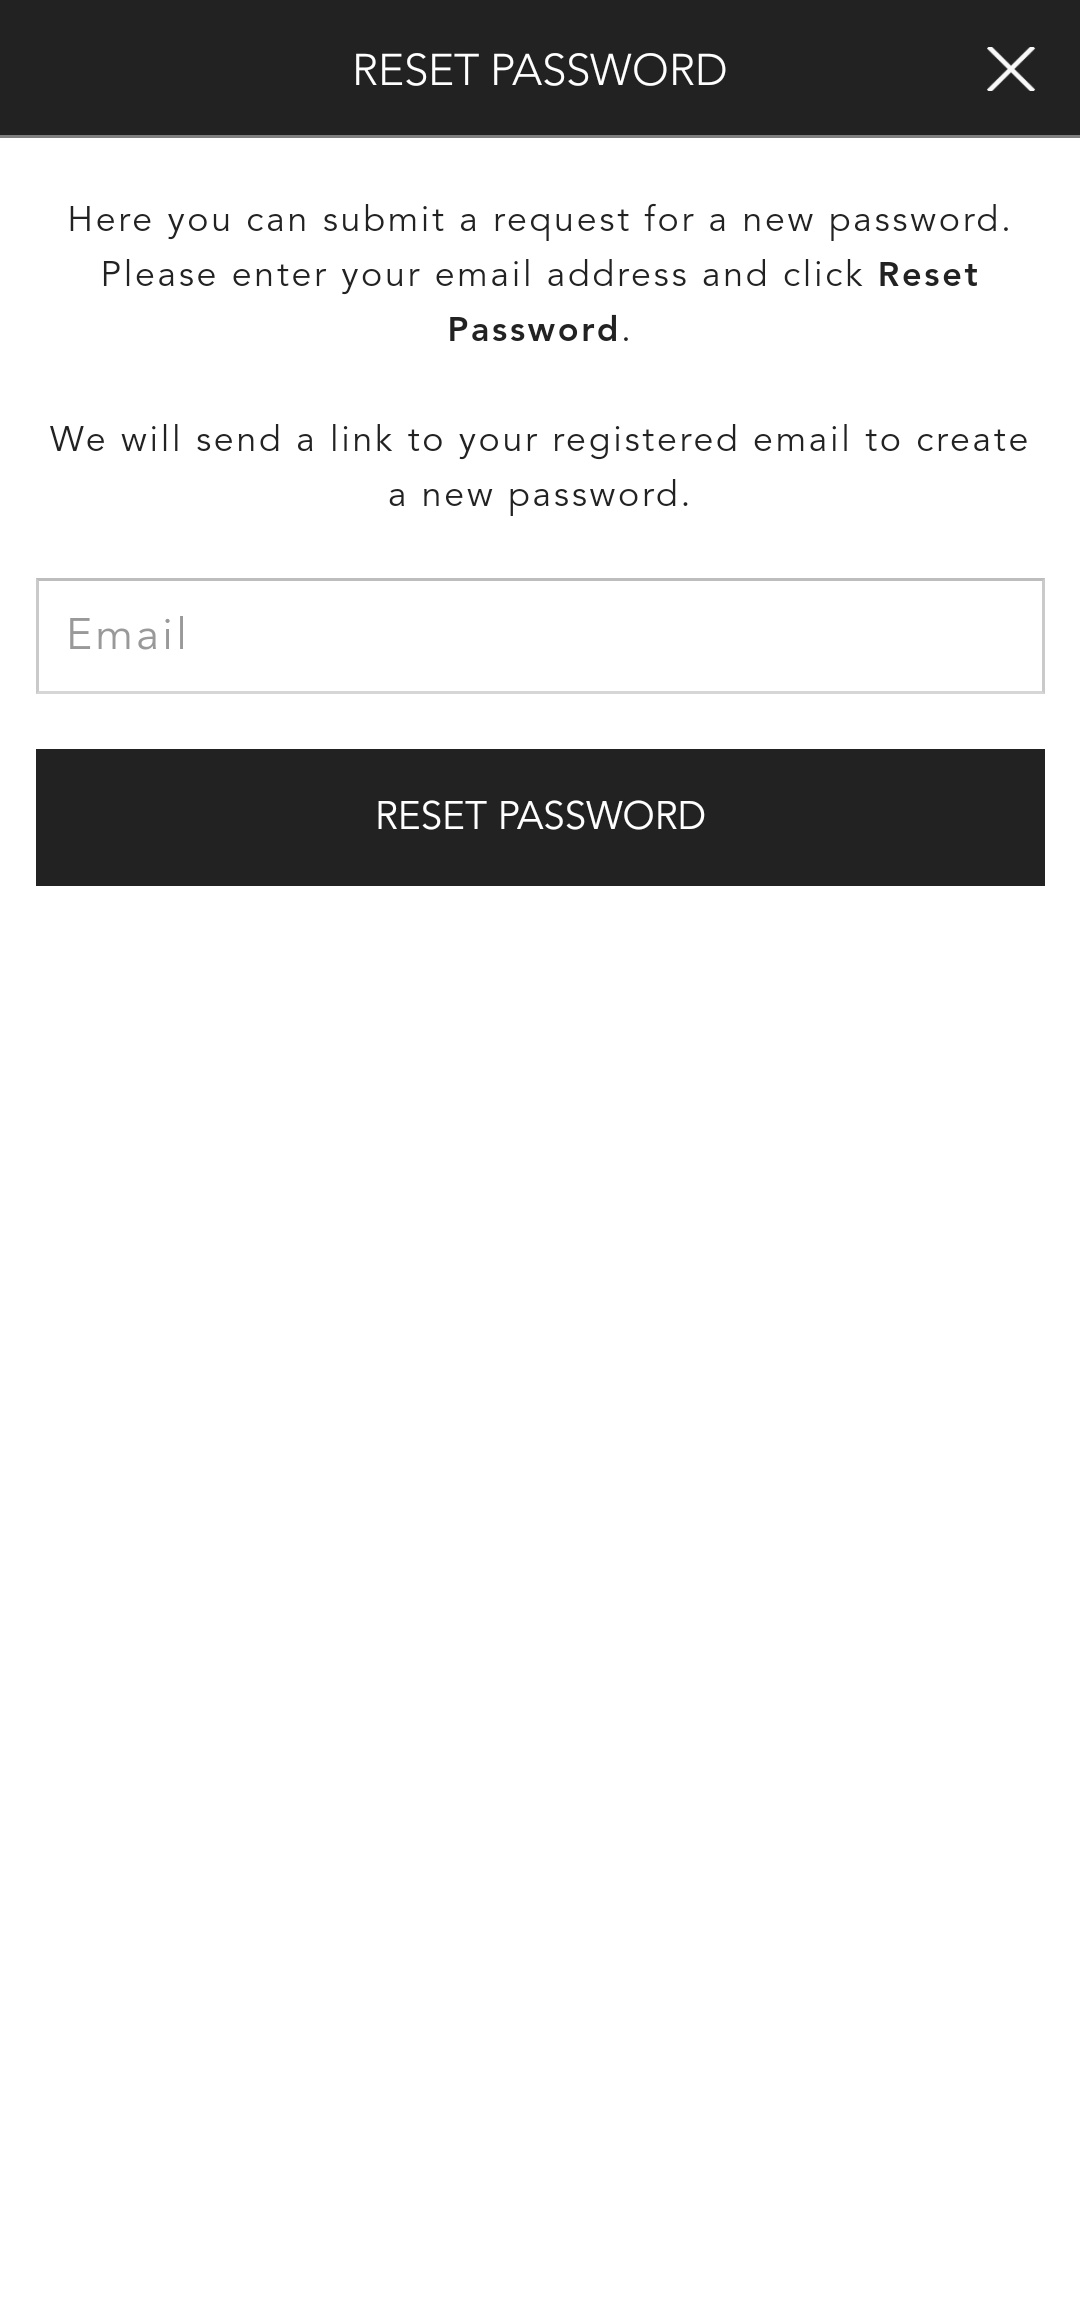 RESET PASSWORD
Here you can submit a request for a new password.
Please enter your email address and click Reset
Password.
We will send a link to your registered email to create
a new password.
Email
RESET PASSWORD